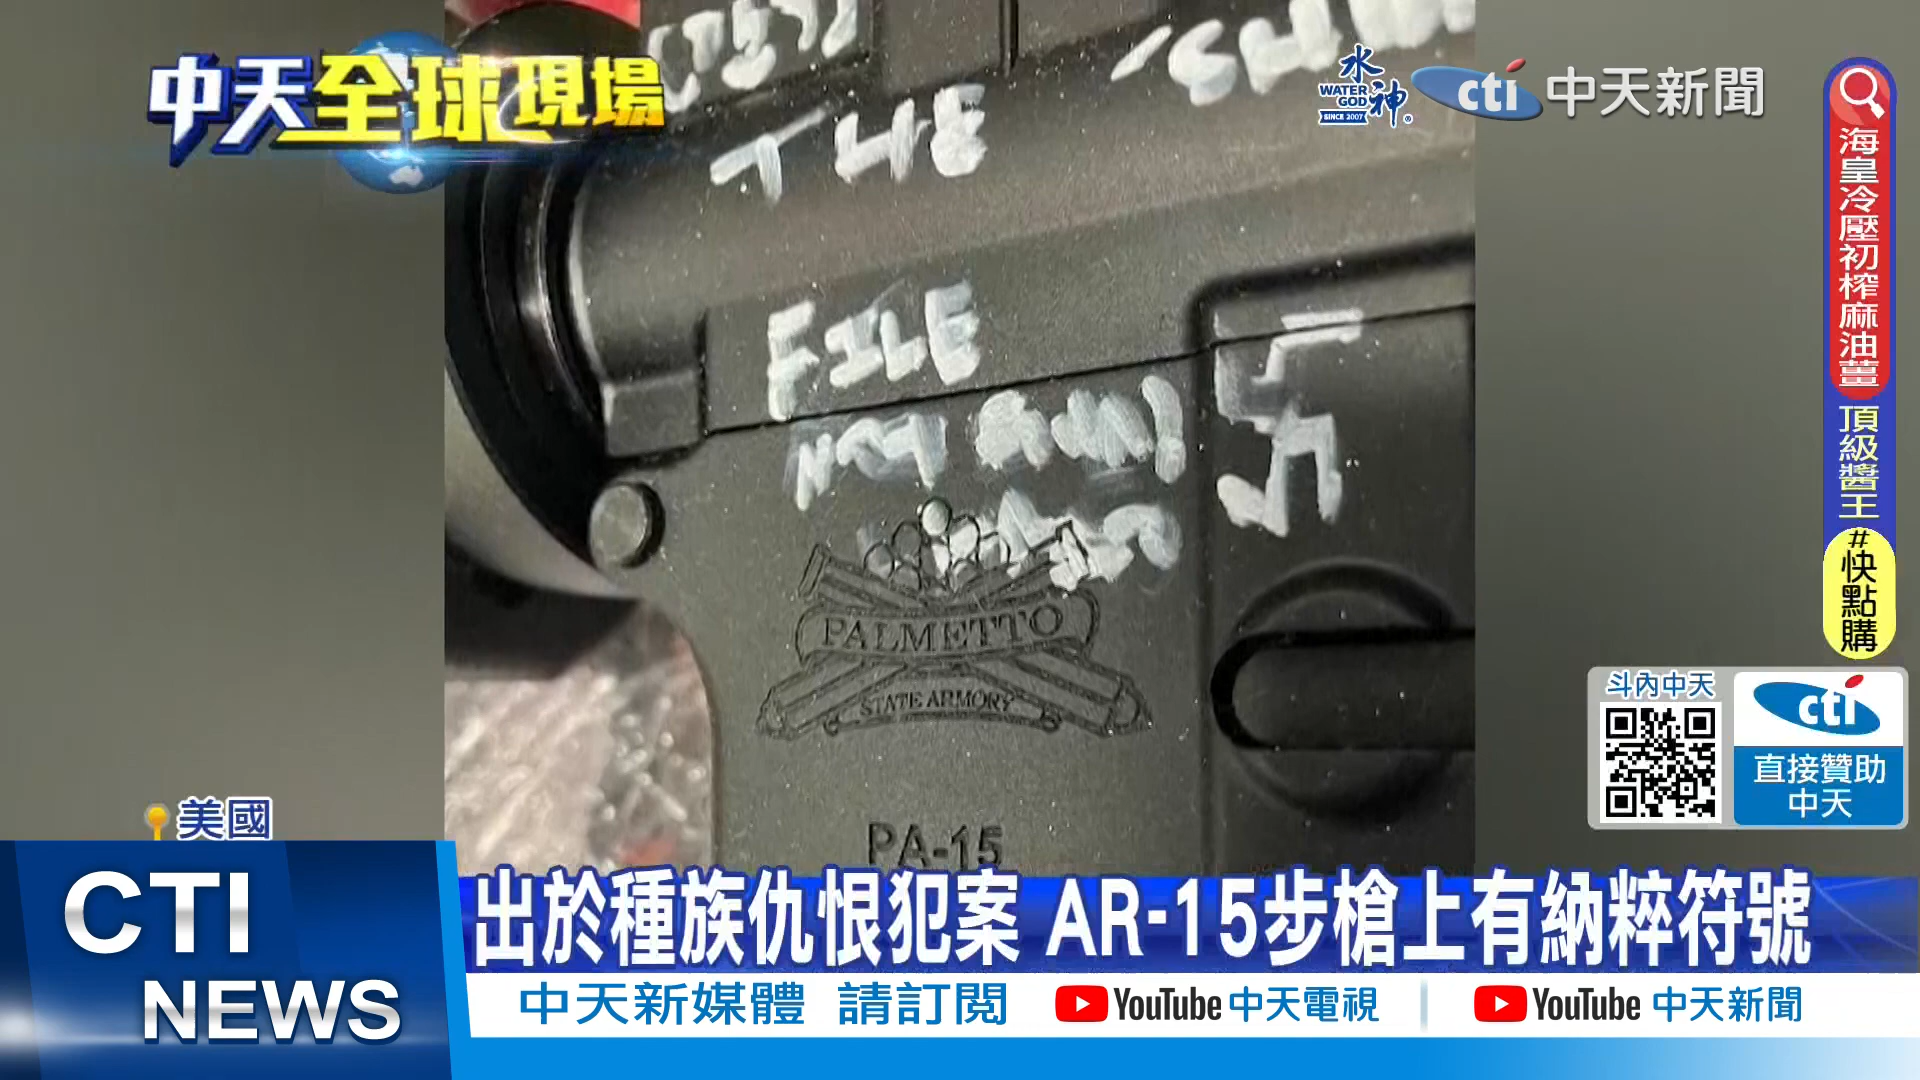 中天全球現場
水神
WATER GOD
SINCE 2007
cti 中天新聞
海皇冷壓初榨麻油薑
頂級醬王
#快點購
THE
FILE
PALMETTO
STATE ARMORY
PA-15
斗內中天
cti
直接贊助
中天
美國
CTI
NEWS
出於種族仇恨犯案 AR-15步槍上有納粹符號
中天新媒體 請訂閱 YouTube 中天電視 YouTube 中天新聞